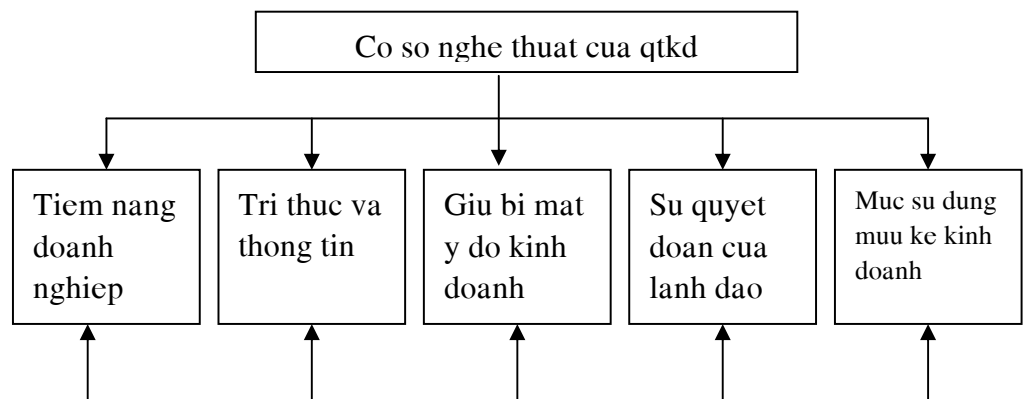 Co so nghe thuat cua qtkd
Tiem nang
doanh
nghiep
Tri thuc va
thong tin
Giu bi mat
y do kinh
doanh
Su quyet
doan cua
lanh dao
Muc su dung
muu ke kinh
doanh